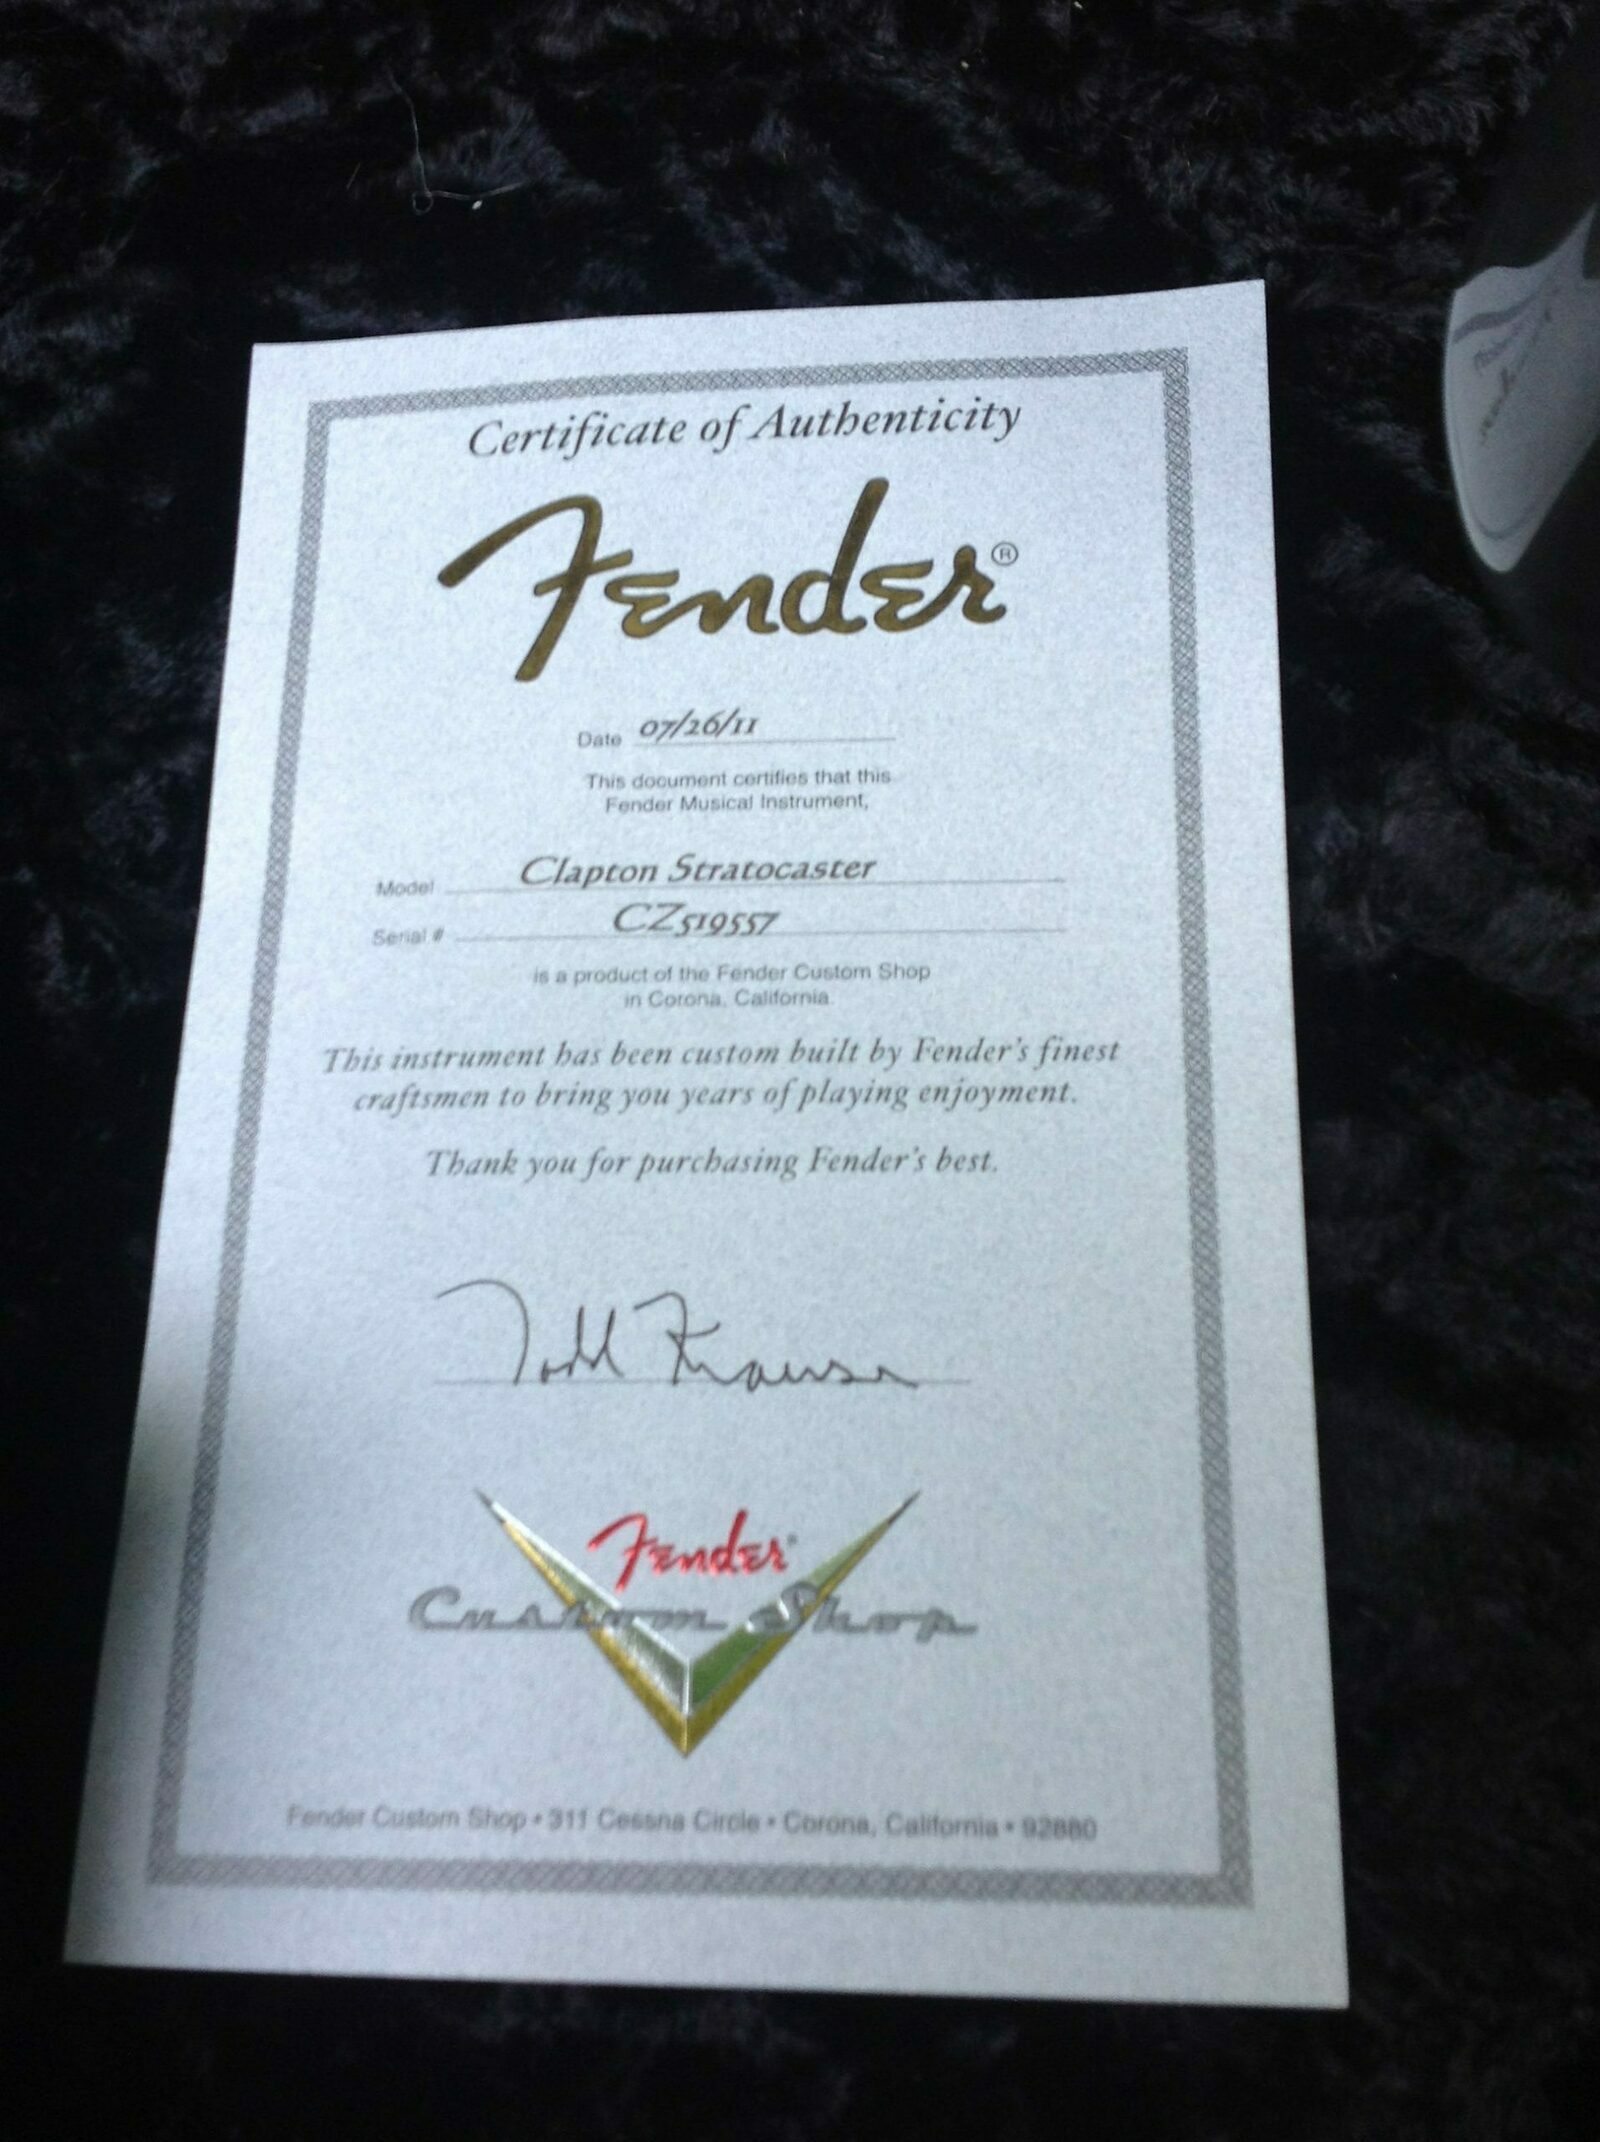 Certificate of Authenticity
Fender®
Date 07/26/11
This document certifies that this
Fender Musical Instrument,
Model Clapton Stratocaster
Serial # CZ519557
is a product of the Fender Custom Shop
in Corona, California
This instrument has been custom built by Fender's finest
craftsmen to bring you years of playing enjoyment.
Thank you for purchasing Fender's best.
Todd Krause
Fender
Custom Shop
Fender Custom Shop • 311 Cessna Circle • Corona, California • 92880